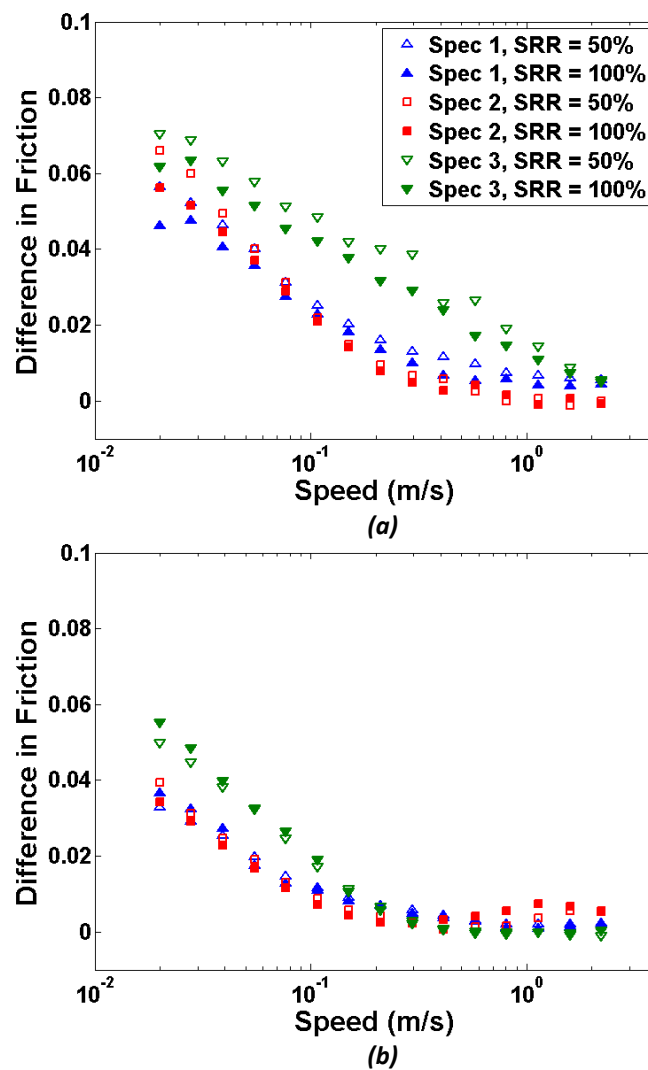 0.1
Spec 1, SRR = 50%
Spec 1, SRR = 100%
0.08
Spec 2, SRR = 50%
Spec 2, SRR = 100%
0.06
Spec 3, SRR = 50%
Spec 3, SRR = 100%
0.04
0.02
0
Difference in Friction
10⁻² 10⁻¹ 10⁰
Speed (m/s)
(a)
0.1
0.08
0.06
0.04
0.02
0
Difference in Friction
10⁻² 10⁻¹ 10⁰
Speed (m/s)
(b)